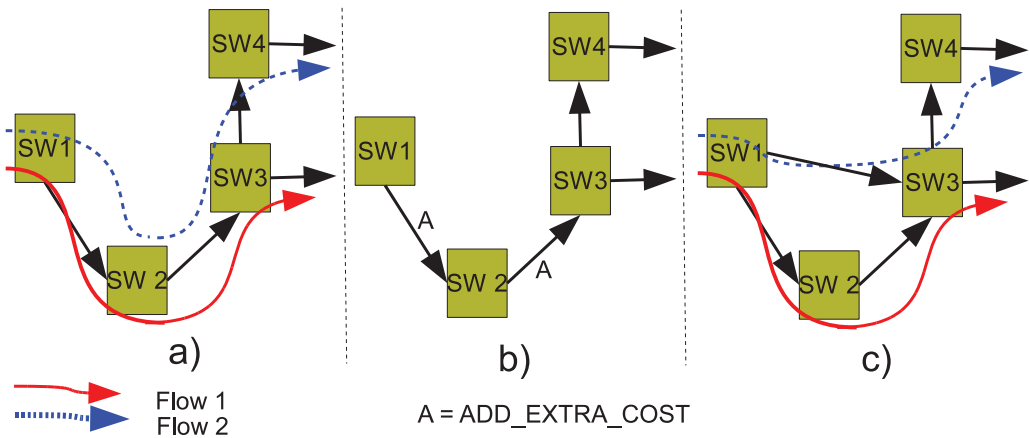 SW4
SW1
SW3
SW 2
a)
SW4
SW1
SW3
A
A
SW 2
b)
SW4
SW1
SW3
SW 2
c)
Flow 1
Flow 2
A = ADD_EXTRA_COST